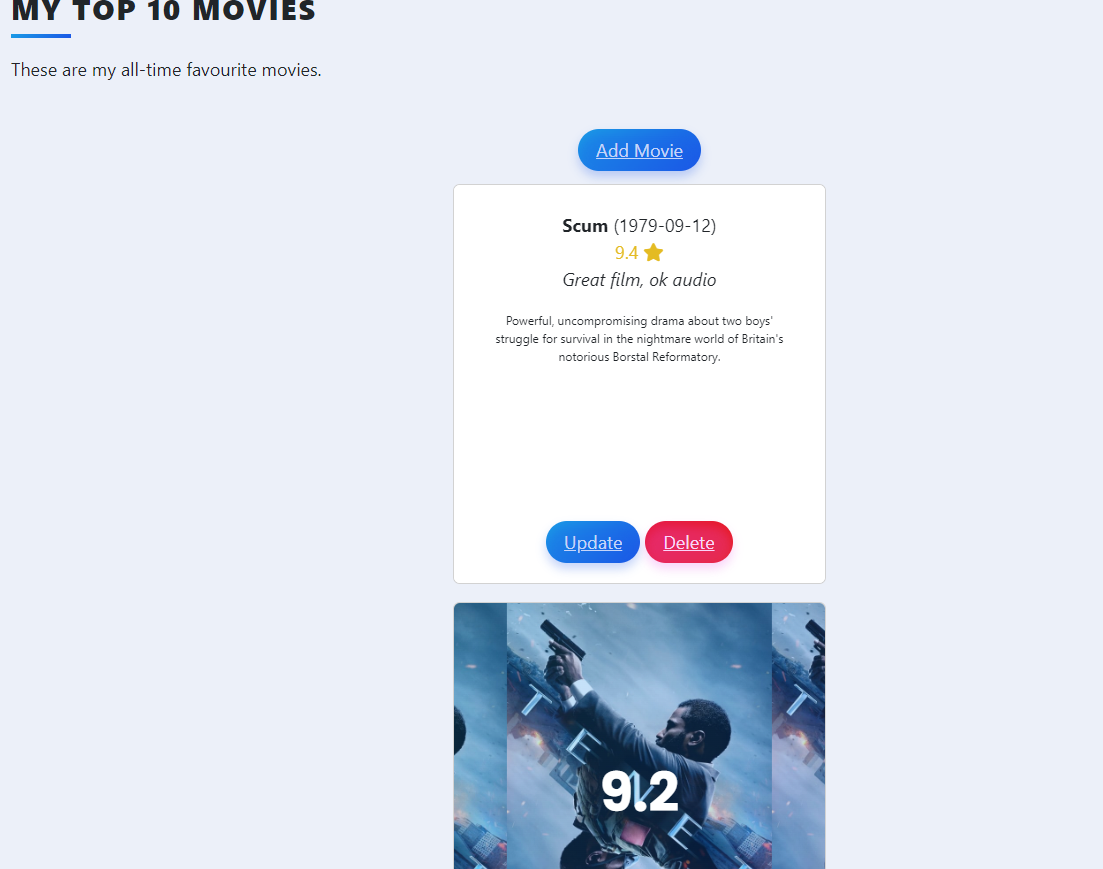 MY TOP 10 MOVIES
These are my all-time favourite movies.
Add Movie
Scum (1979-09-12)
9.4
Great film, ok audio
Powerful, uncompromising drama about two boys'
struggle for survival in the nightmare world of Britain's
notorious Borstal Reformatory.
Update Delete
T
T
E
9.2
E